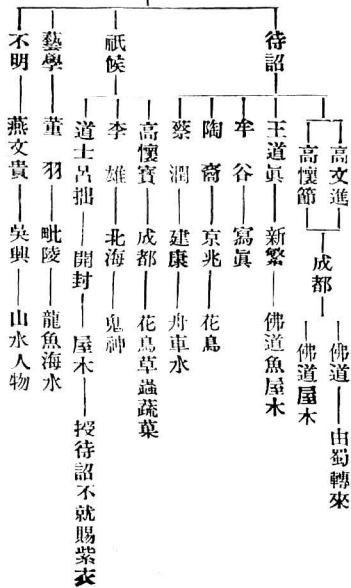 待詔
高文進——成都——佛道——由蜀轉來
高懷節——成都——佛道屋木
王道眞——新繁——佛道魚屋木
牟谷——寫眞
陶裔——京兆——花鳥
蔡潤——建康——舟車水
祇候
高懷寶——成都——花鳥草蟲蔬菓
李雄——北海——鬼神
道士呂拙——開封——屋木——授待詔不就賜紫衣
藝學——董羽——毗陵——龍魚海水
不明——燕文貴——吳興——山水人物